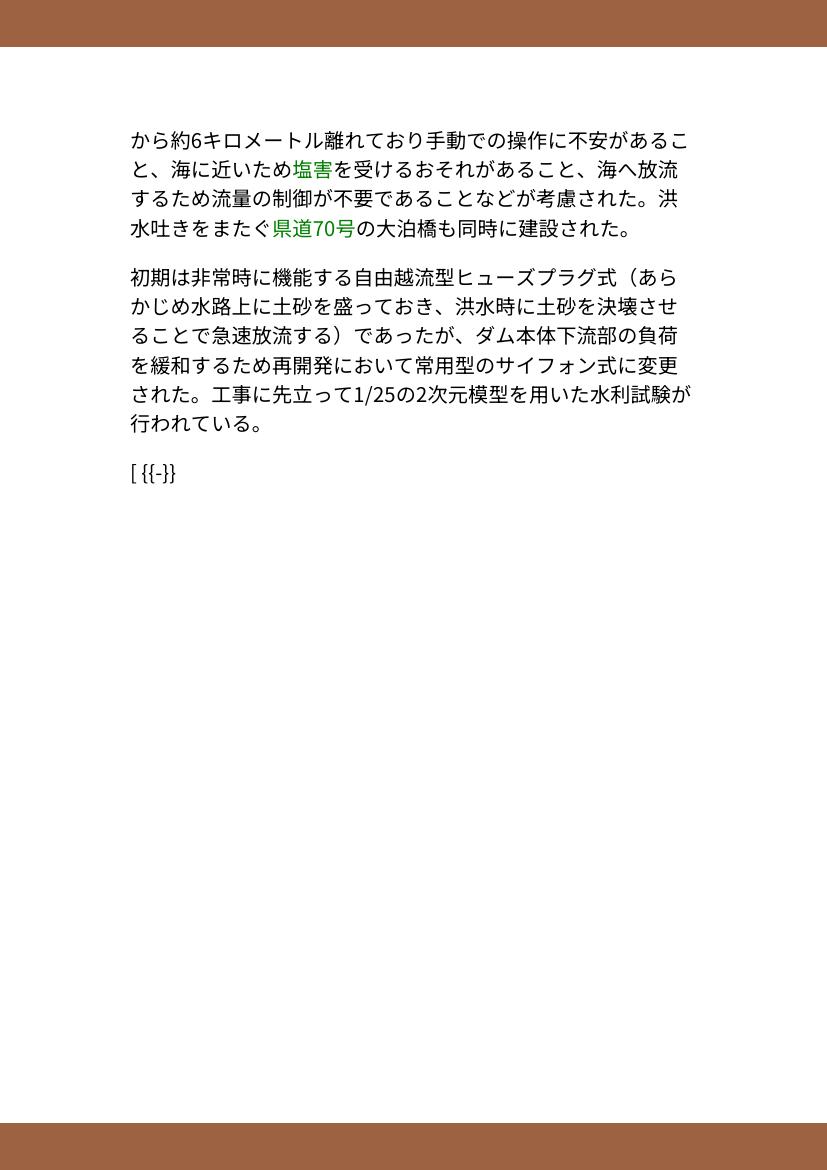 から約6キロメートル離れており手動での操作に不安があるこ
と、海に近いため塩害を受けるおそれがあること、海へ放流
するため流量の制御が不要であることなどが考慮された。洪
水吐きをまたぐ県道70号の大泊橋も同時に建設された。
初期は非常時に機能する自由越流型ヒューズプラグ式（あら
かじめ水路上に土砂を盛っておき、洪水時に土砂を決壊させ
ることで急速放流する）であったが、ダム本体下流部の負荷
を緩和するため再開発において常用型のサイフォン式に変更
された。工事に先立って1/25の2次元模型を用いた水利試験が
行われている。
[ {{-}}